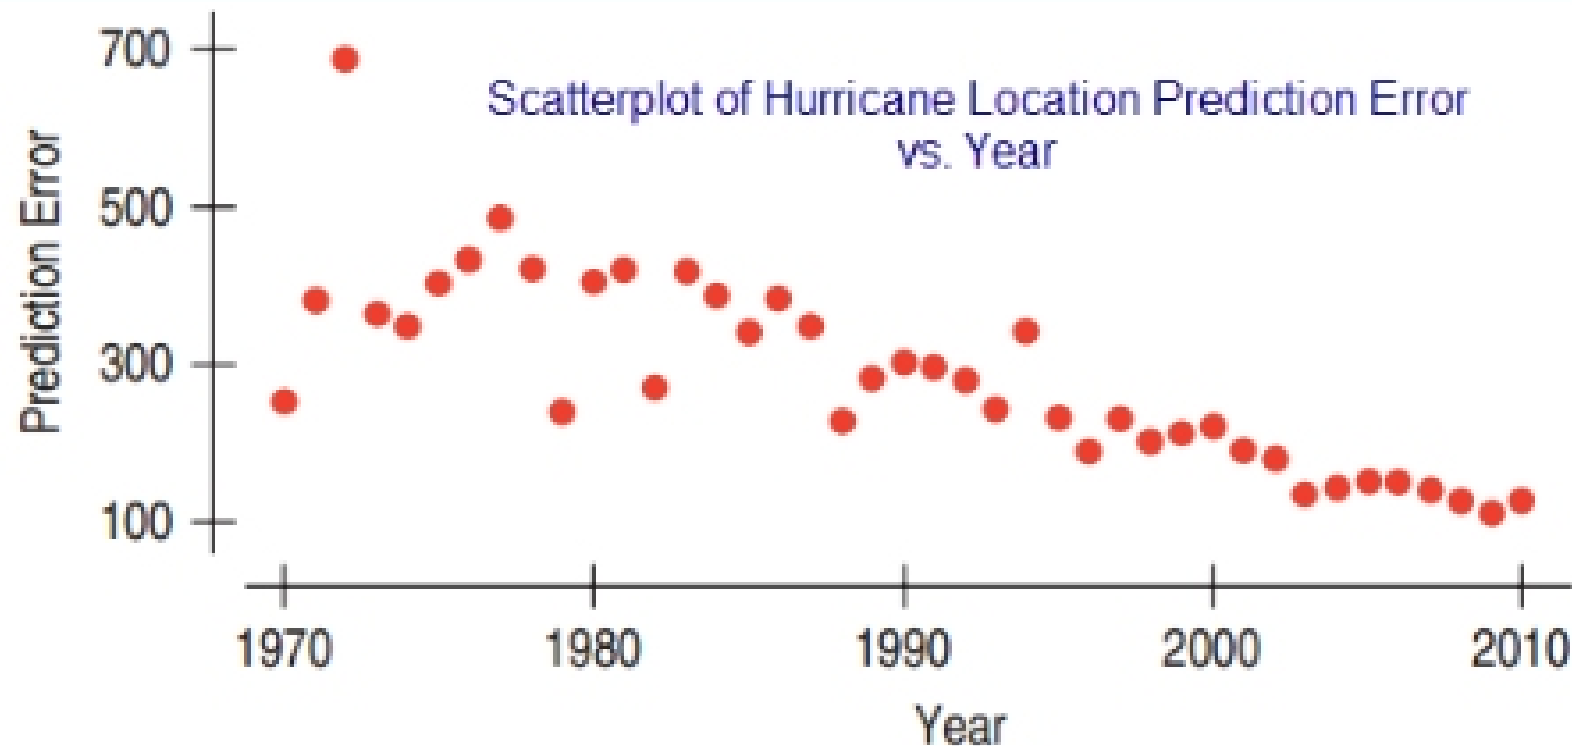 Scatterplot of Hurricane Location Prediction Error
vs. Year
Prediction Error
700
500
300
100
1970 1980 1990 2000 2010
Year